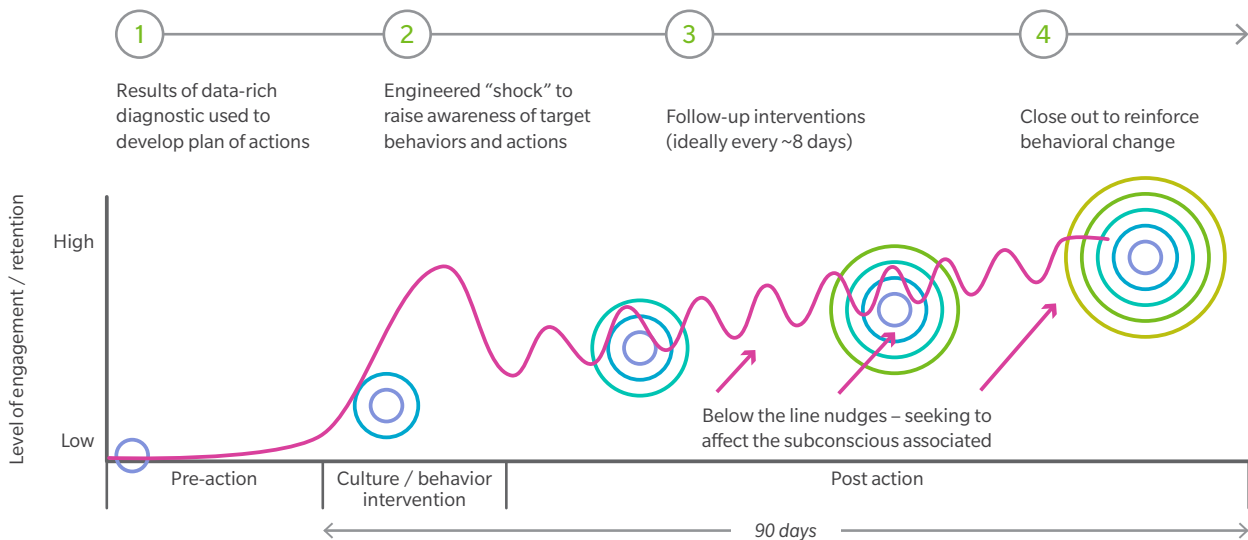 1
2
3
4
Results of data-rich
diagnostic used to
develop plan of actions
Engineered “shock” to
raise awareness of target
behaviors and actions
Follow-up interventions
(ideally every ~8 days)
Close out to reinforce
behavioral change
Level of engagement / retention
High
Low
Below the line nudges – seeking to
affect the subconscious associated
Pre-action
Culture / behavior
intervention
Post action
90 days